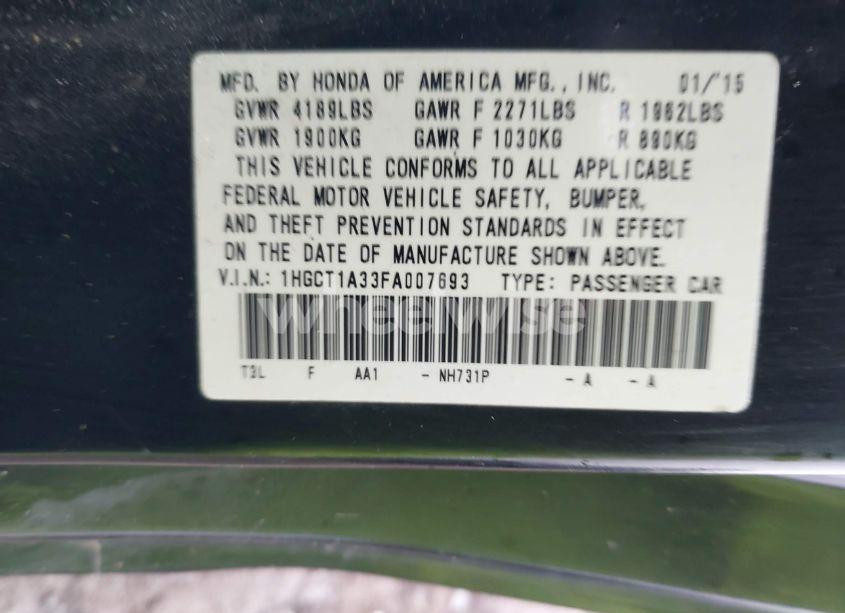 MFD. BY HONDA OF AMERICA MFG., INC. 01/'15
GVWR 4189LBS GAWR F 2271LBS R 1962LBS
GVWR 1900KG GAWR F 1030KG R 890KG
THIS VEHICLE CONFORMS TO ALL APPLICABLE
FEDERAL MOTOR VEHICLE SAFETY, BUMPER,
AND THEFT PREVENTION STANDARDS IN EFFECT
ON THE DATE OF MANUFACTURE SHOWN ABOVE.
V.I.N.: 1HGCT1A33FA007693 TYPE: PASSENGER CAR
wheelwise
T3L F AA1 - NH731P - A - A